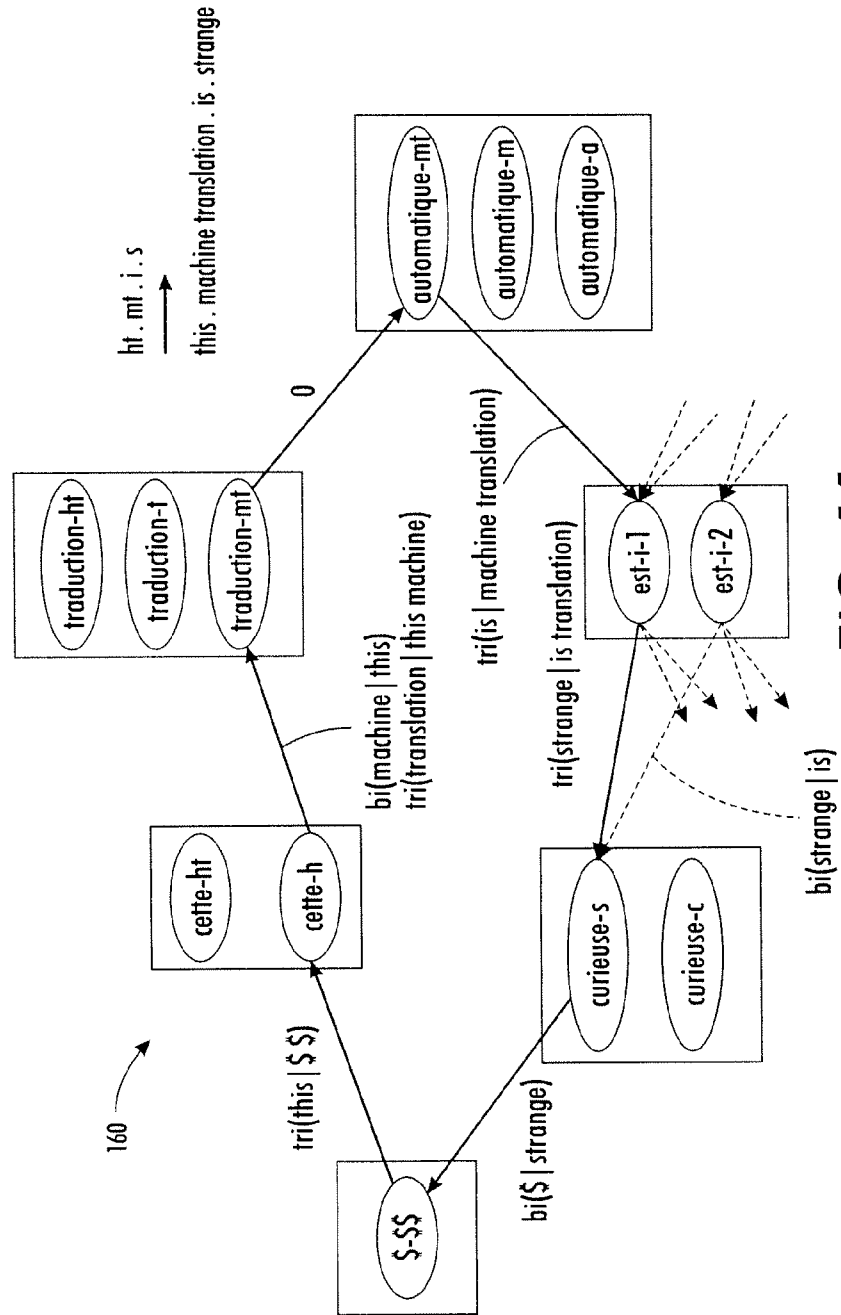 traduction-ht
traduction-t
traduction-mt
ht . mt . i . s
this . machine translation . is . strange
160
cette-ht
cette-h
0
tri(this | $ $)
bi(machine | this)
tri(translation | this machine)
$-$$
automatique-mt
automatique-m
automatique-a
tri(is | machine translation)
bi($ | strange)
tri(strange | is translation)
curieuse-s
curieuse-c
est-i-1
est-i-2
bi(strange | is)
FIG.